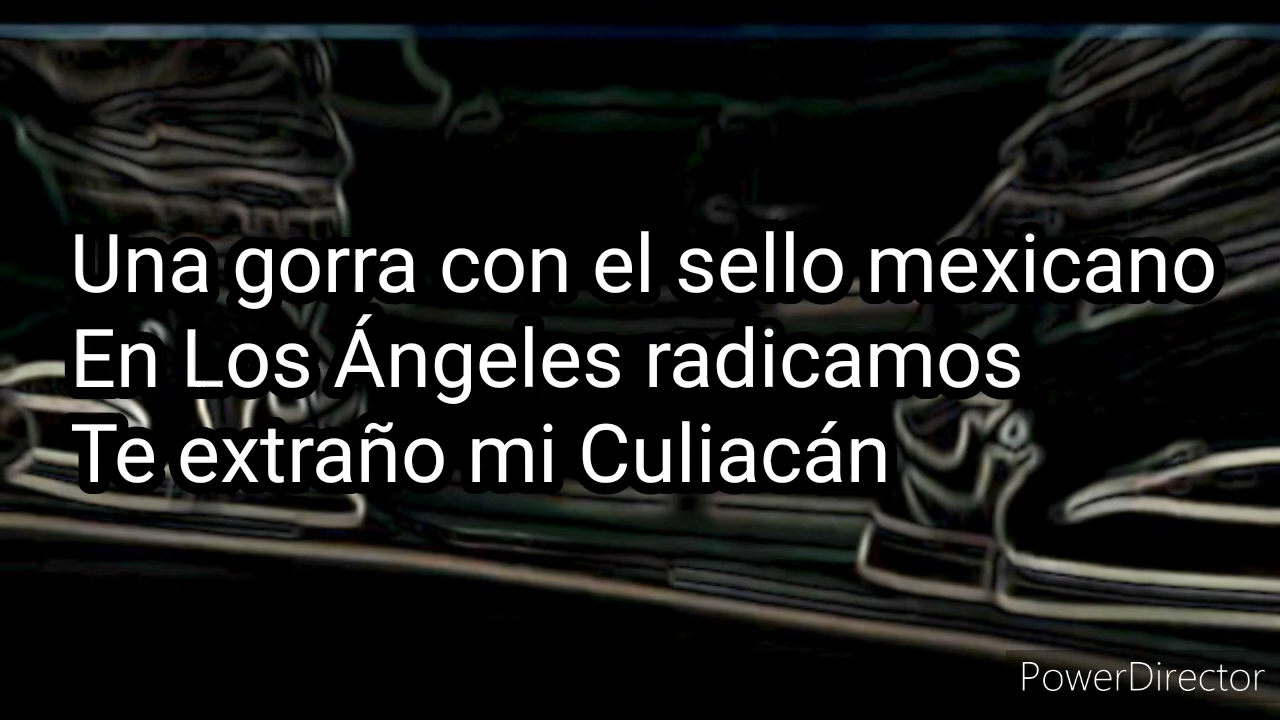 Una gorra con el sello mexicano
En Los Ángeles radicamos
Te extraño mi Culiacán
PowerDirector